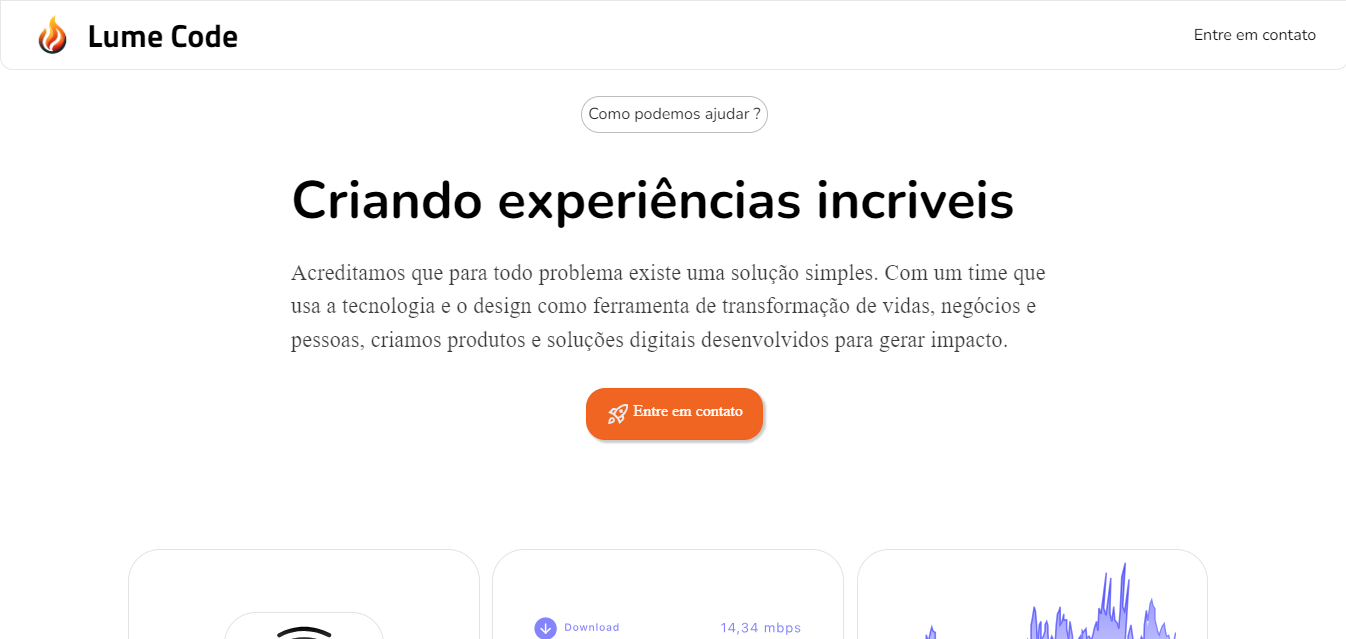 Lume Code
Entre em contato
Como podemos ajudar ?
Criando experiências incriveis
Acreditamos que para todo problema existe uma solução simples. Com um time que
usa a tecnologia e o design como ferramenta de transformação de vidas, negócios e
pessoas, criamos produtos e soluções digitais desenvolvidos para gerar impacto.
Entre em contato
Download 14,34 mbps